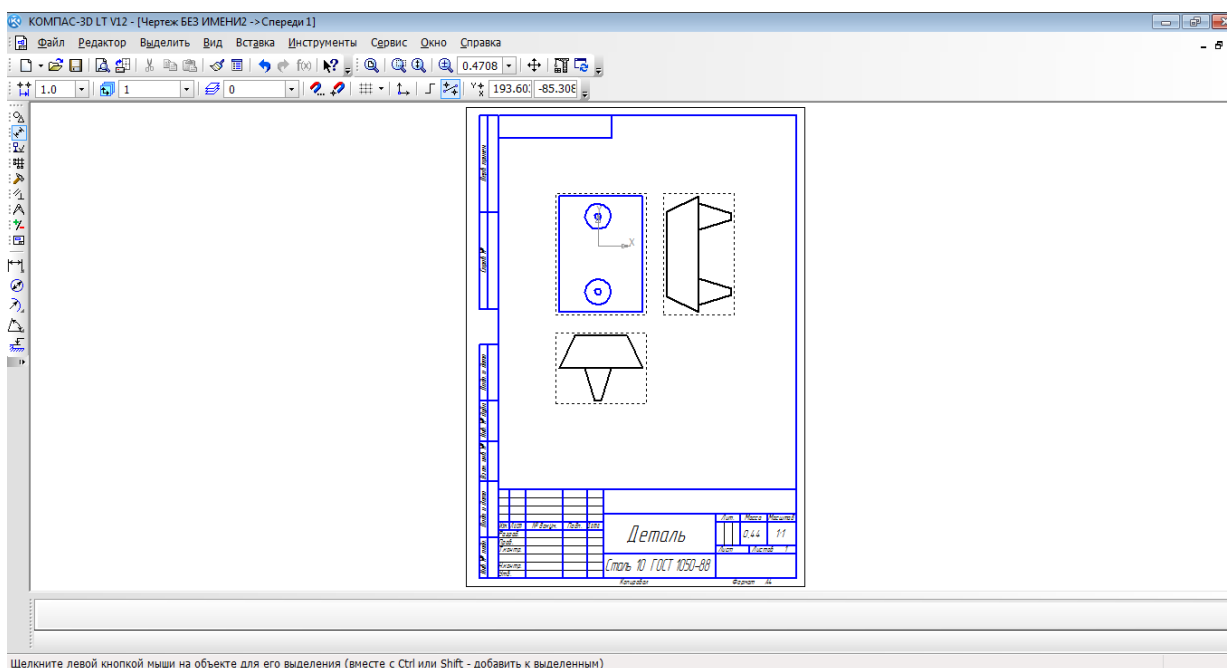 КОМПАС-3D LT V12 - [Чертеж БЕЗ ИМЕНИ2 ->Спереди 1]
Файл Редактор Выделить Вид Вставка Инструменты Сервис Окно Справка
0.4708
1.0 1 0 193.60 -85.308
Y
X
Лит. Масса Масштаб
Деталь
0,44 1:1
Лист Листов 1
Сталь 10 ГОСТ 1050-88
Копировал Формат A4
Щелкните левой кнопкой мыши на объекте для его выделения (вместе с Ctrl или Shift - добавить к выделенным)